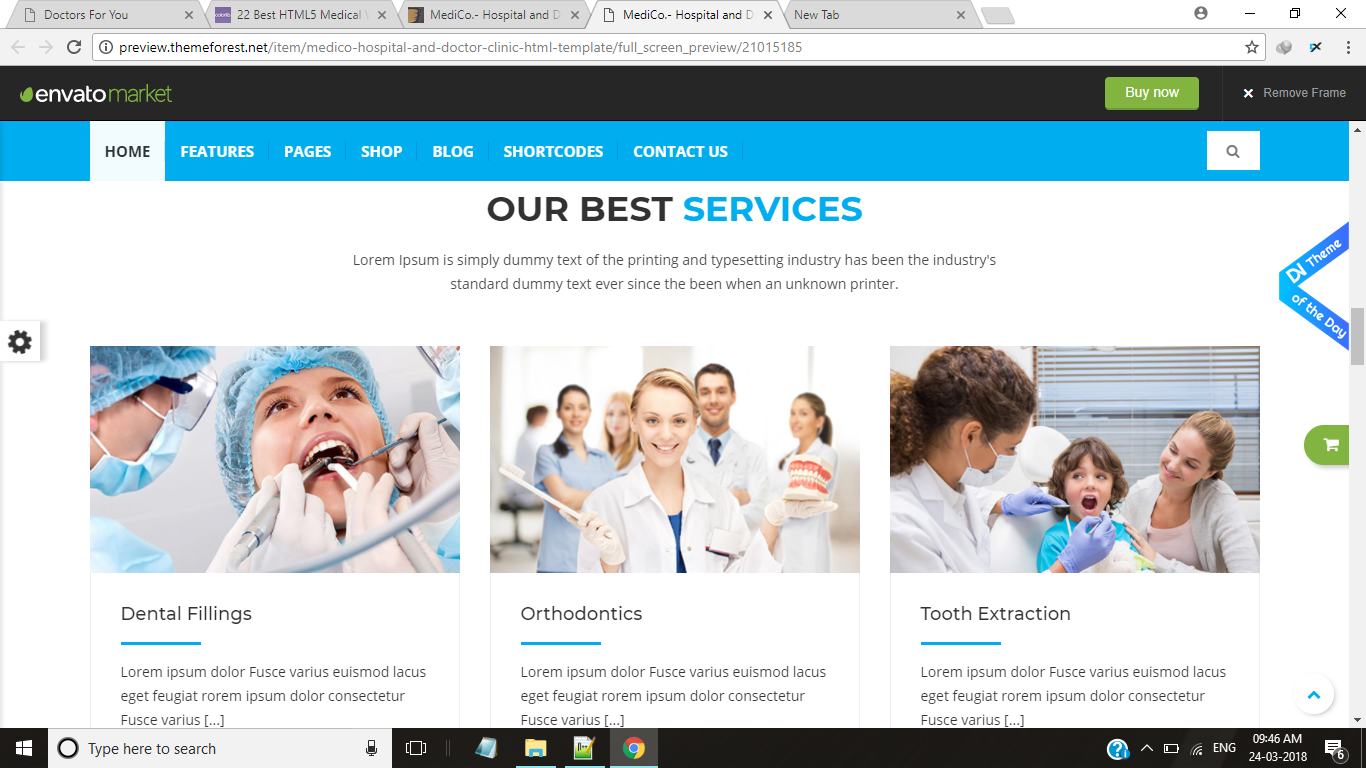 Doctors For You
22 Best HTML5 Medical
MediCo.- Hospital and D
MediCo.- Hospital and D
New Tab
preview.themeforest.net/item/medico-hospital-and-doctor-clinic-html-template/full_screen_preview/21015185
envatomarket
Buy now
Remove Frame
HOME
FEATURES
PAGES
SHOP
BLOG
SHORTCODES
CONTACT US
OUR BEST SERVICES
Lorem Ipsum is simply dummy text of the printing and typesetting industry has been the industry's
standard dummy text ever since the been when an unknown printer.
DN Theme
of the Day
Dental Fillings
Lorem ipsum dolor Fusce varius euismod lacus
eget feugiat rorem ipsum dolor consectetur
Fusce varius [...]
Orthodontics
Lorem ipsum dolor Fusce varius euismod lacus
eget feugiat rorem ipsum dolor consectetur
Fusce varius [...]
Tooth Extraction
Lorem ipsum dolor Fusce varius euismod lacus
eget feugiat rorem ipsum dolor consectetur
Fusce varius [...]
Type here to search
ENG
09:46 AM
24-03-2018
6